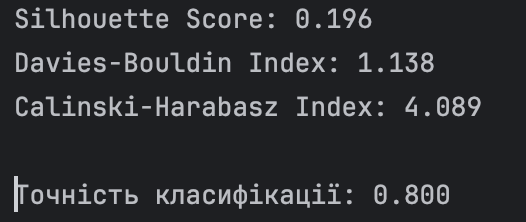 Silhouette Score: 0.196
Davies-Bouldin Index: 1.138
Calinski-Harabasz Index: 4.089
Точність класифікації: 0.800